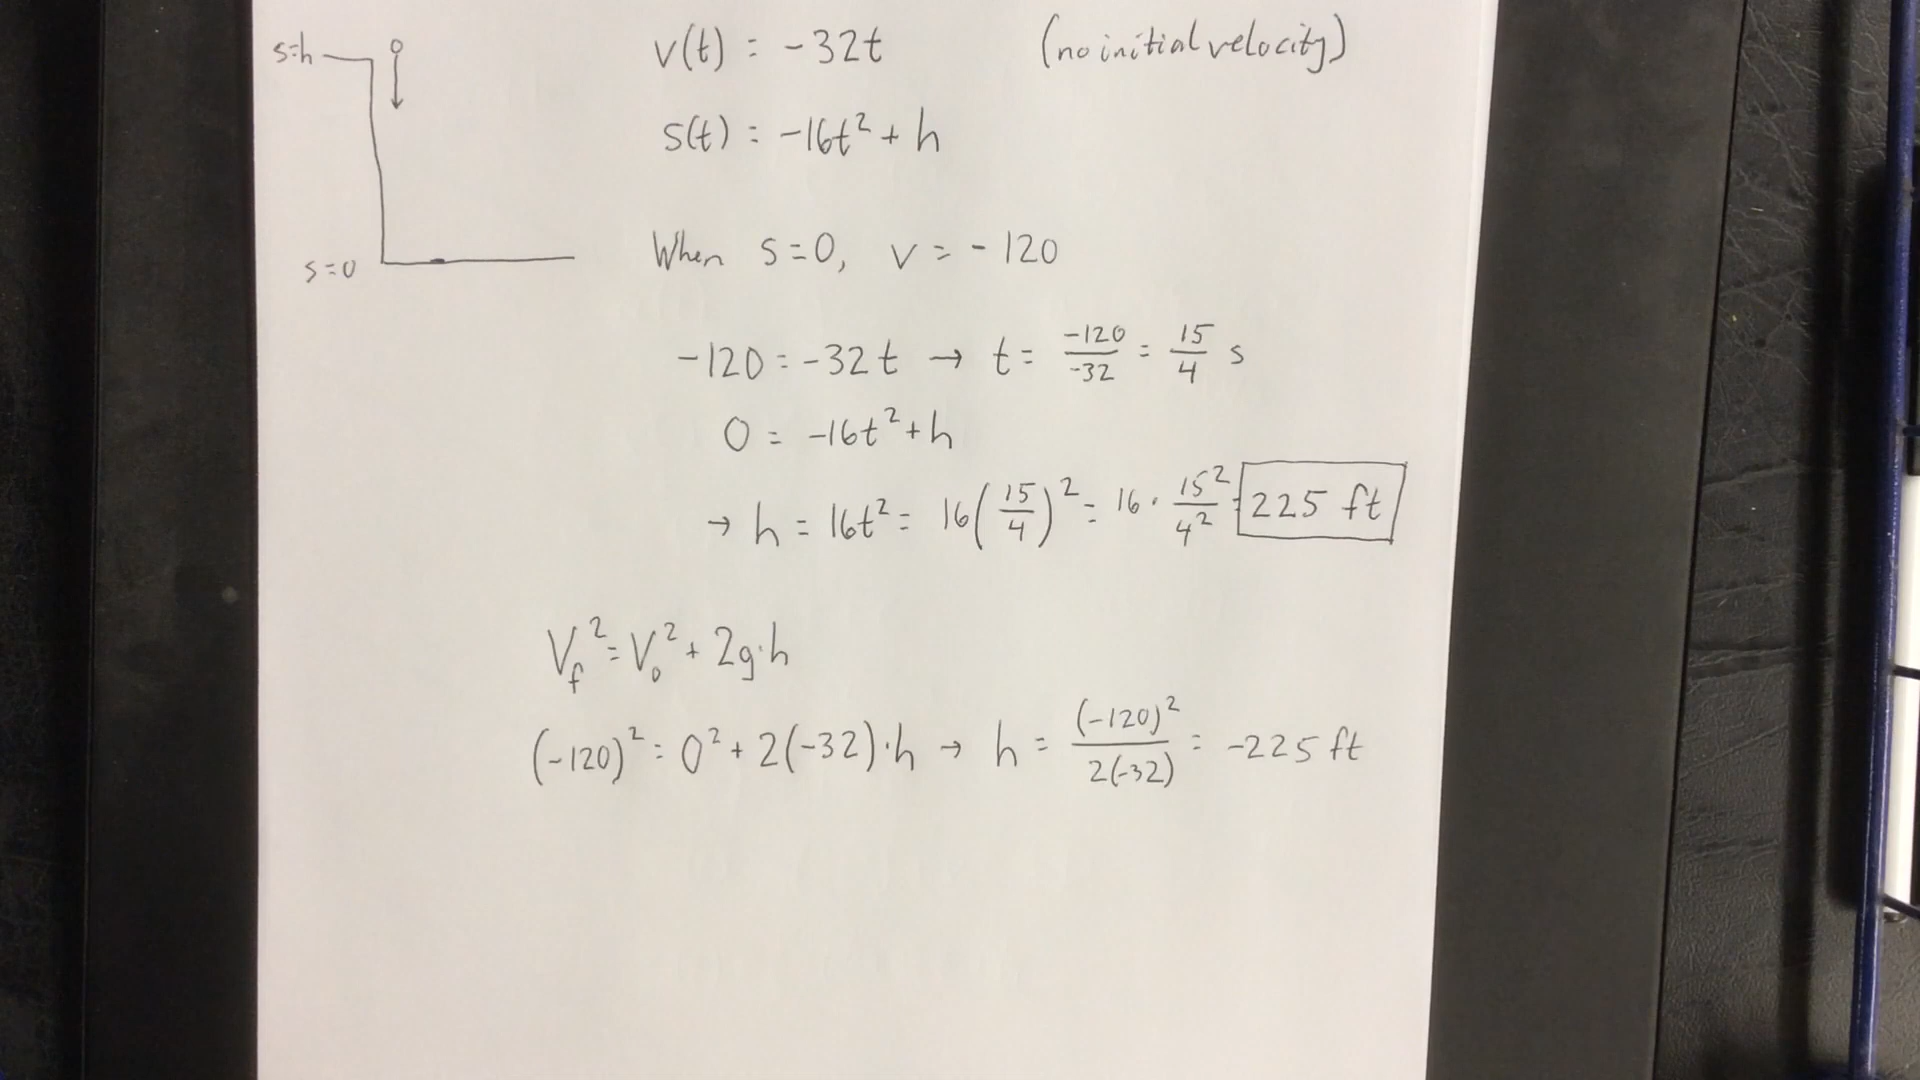 s=h
v(t) = -32t (no initial velocity)
s(t) = -16t² + h
s=0
When s=0, v = -120
-120 = -32t → t = -120/-32 = 15/4 s
0 = -16t² + h
→ h = 16t² = 16(15/4)² = 16 · 15²/4² = 225 ft
V_f² = V_0² + 2g·h
(-120)² = 0² + 2(-32)·h → h = (-120)²/2(-32) = -225 ft